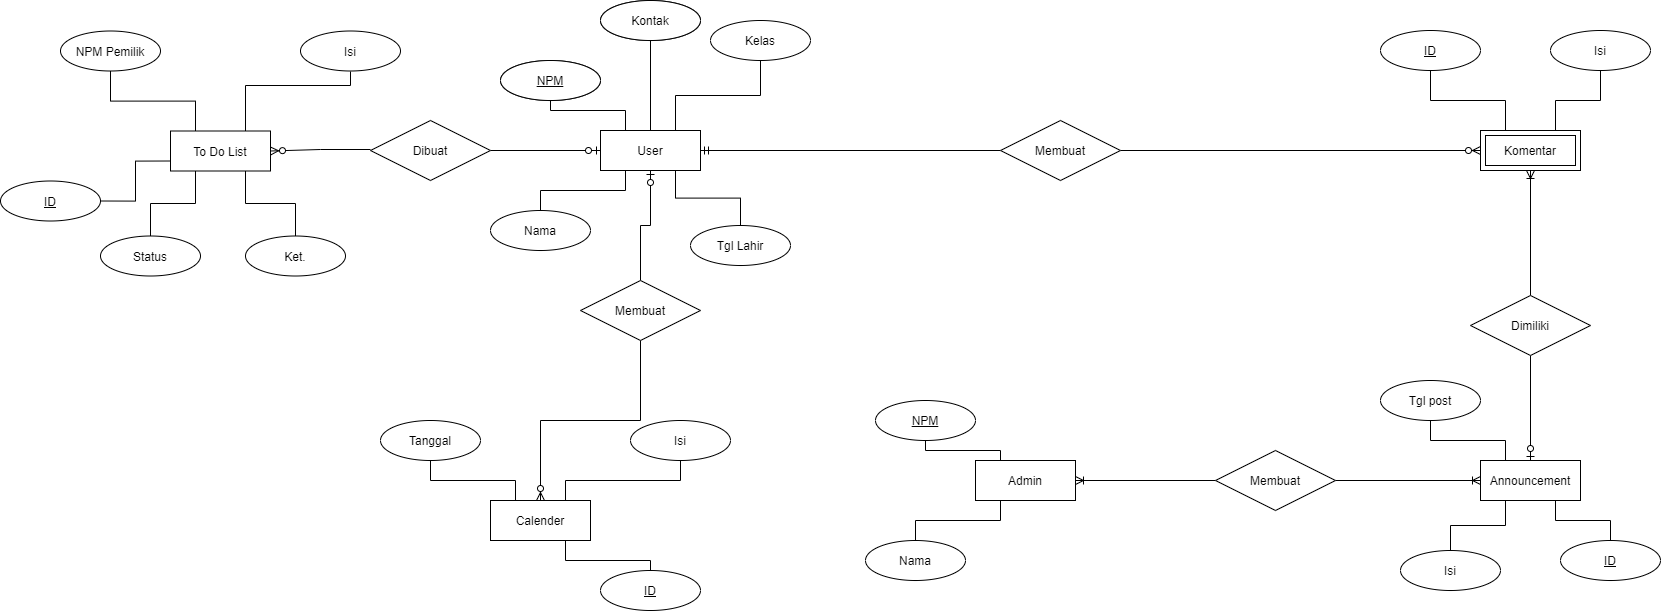 Kontak
Kelas
NPM Pemilik
Isi
ID
Isi
NPM
To Do List
Dibuat
User
Membuat
Komentar
ID
Nama
Tgl Lahir
Status
Ket.
Membuat
Dimiliki
Tgl post
NPM
Tanggal
Isi
Admin
Membuat
Announcement
Calender
Nama
Isi
ID
ID